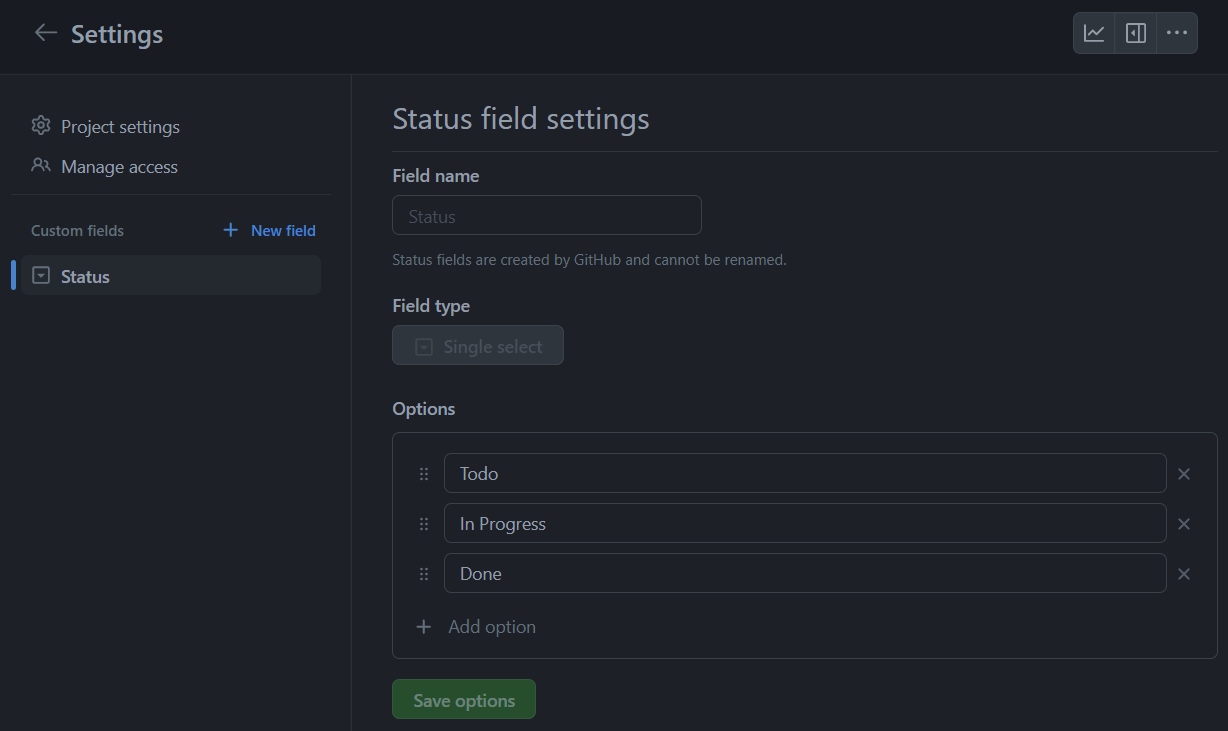 Settings
Project settings
Manage access
Custom fields
New field
Status
Status field settings
Field name
Status
Status fields are created by GitHub and cannot be renamed.
Field type
Single select
Options
Todo
In Progress
Done
Add option
Save options